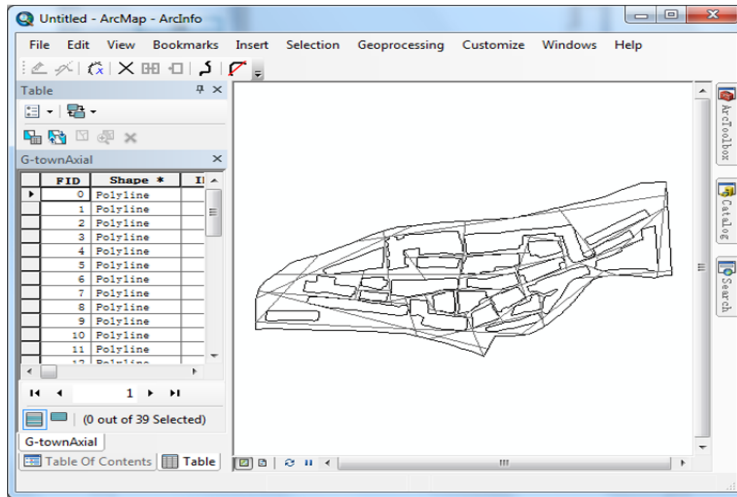 Untitled - ArcMap - ArcInfo
File Edit View Bookmarks Insert Selection Geoprocessing Customize Windows Help
Table
G-townAxial
FID Shape *
0 Polyline
1 Polyline
2 Polyline
3 Polyline
4 Polyline
5 Polyline
6 Polyline
7 Polyline
8 Polyline
9 Polyline
10 Polyline
11 Polyline
12 Polyline
1
(0 out of 39 Selected)
G-townAxial
Table Of Contents Table
ArcToolbox
Catalog
Search